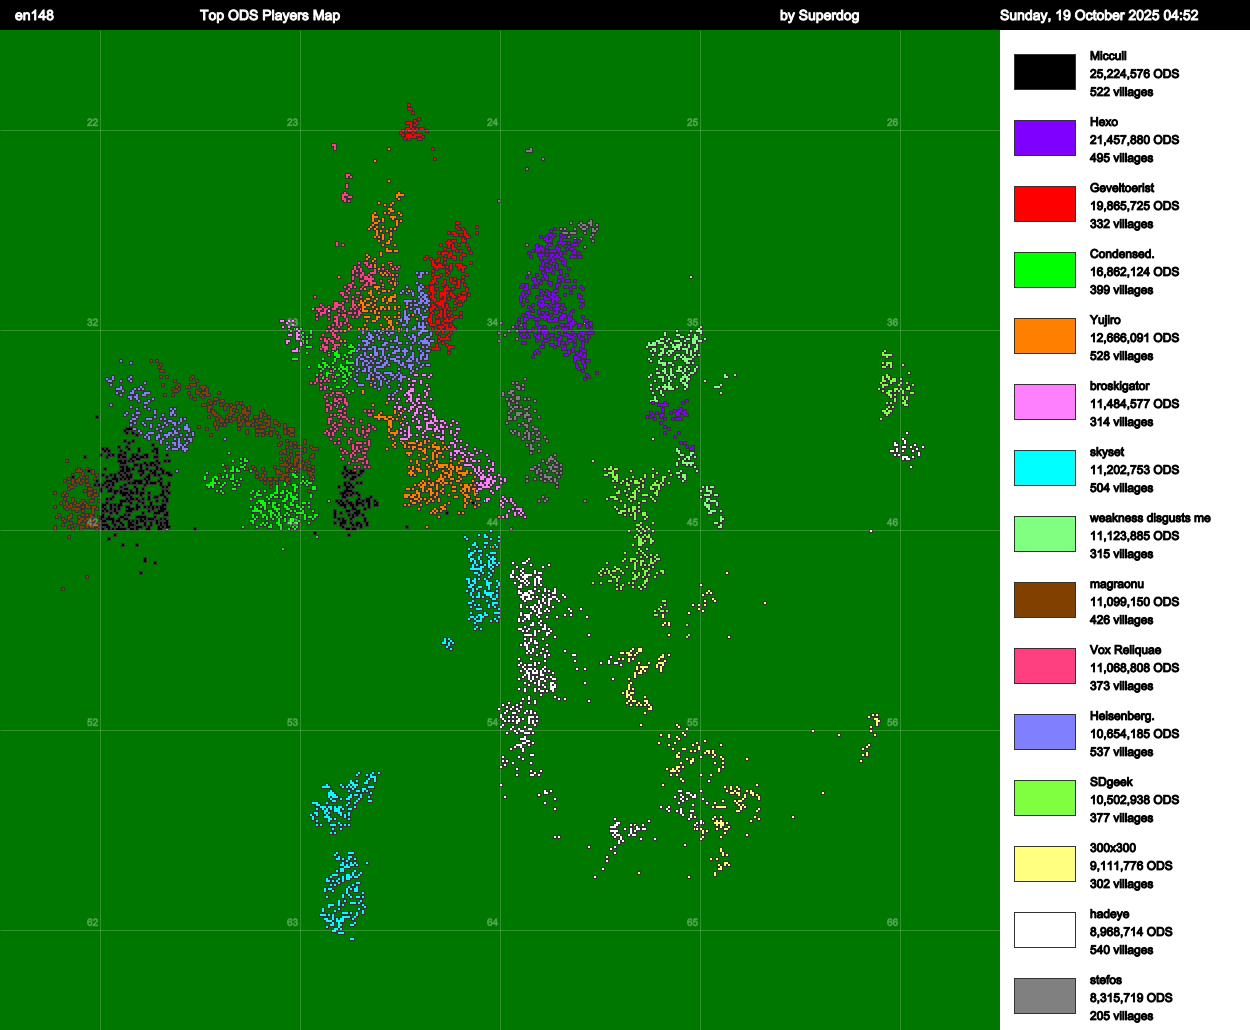 en148 Top ODS Players Map by Superdog Sunday, 19 October 2025 04:52
Miccull
25,224,576 ODS
522 villages
Hexo
21,457,880 ODS
495 villages
Geveltoerist
19,865,725 ODS
332 villages
Condensed.
16,862,124 ODS
399 villages
Yujiro
12,666,091 ODS
528 villages
broskigator
11,484,577 ODS
314 villages
skyset
11,202,753 ODS
504 villages
weakness disgusts me
11,123,885 ODS
315 villages
magraonu
11,099,150 ODS
426 villages
Vox Reliquae
11,068,808 ODS
373 villages
Heisenberg.
10,654,185 ODS
537 villages
SDgeek
10,502,938 ODS
377 villages
300x300
9,111,776 ODS
302 villages
hadeye
8,968,714 ODS
540 villages
stefos
8,315,719 ODS
205 villages
22 23 24 25 26
32 34 35 36
42 43 44 45 46
52 53 54 55 56
62 63 64 65 66